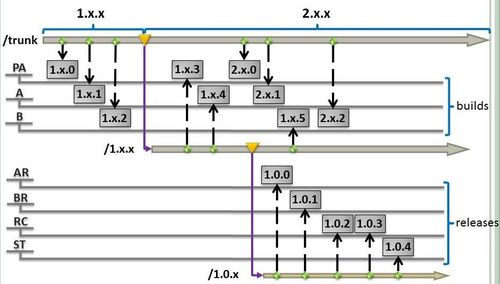 1.x.x 2.x.x
/trunk
PA 1.x.0 1.x.3 2.x.0
A 1.x.1 1.x.4 2.x.1
builds
B 1.x.2 1.x.5 2.x.2
/1.x.x
AR 1.0.0
BR 1.0.1
RC 1.0.2 1.0.3 releases
ST 1.0.4
/1.0.x